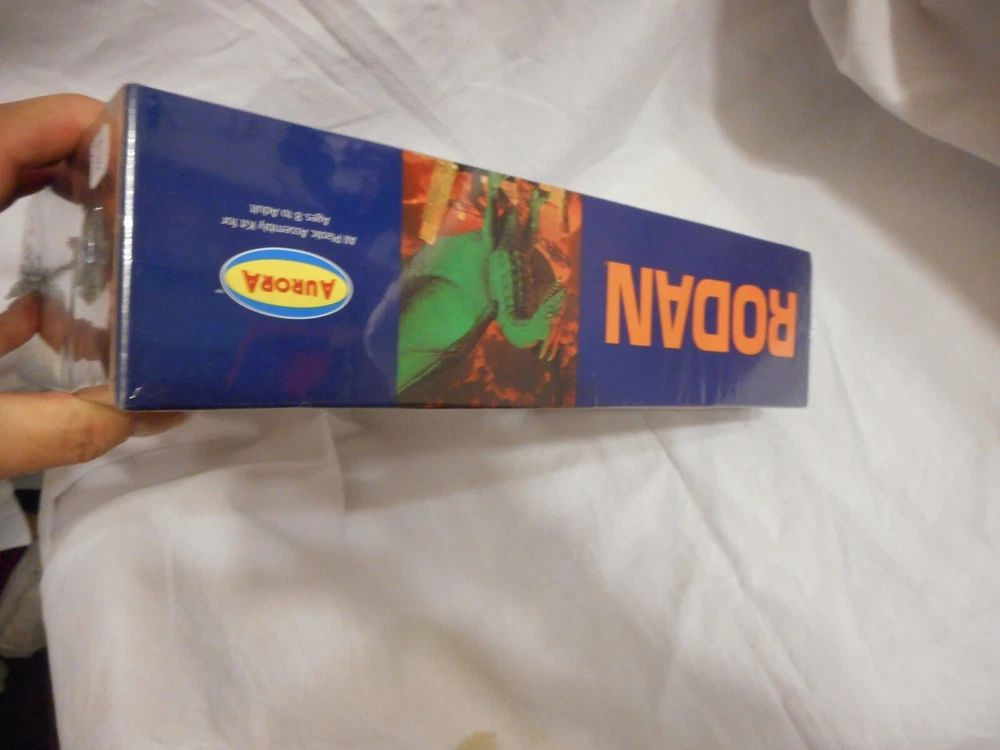 RODAN
AURORA
All Plastic Assembly Kit for
Ages 8 to Adult